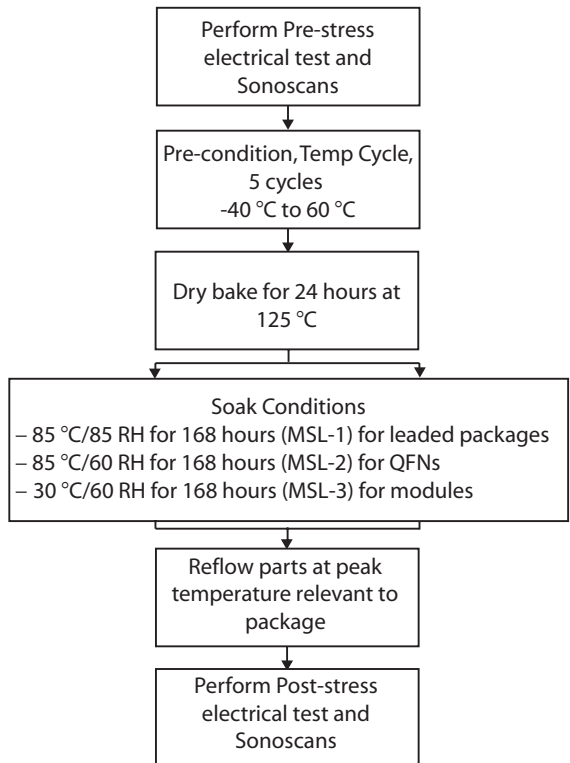 Perform Pre-stress
electrical test and
Sonoscans
Pre-condition, Temp Cycle,
5 cycles
-40 °C to 60 °C
Dry bake for 24 hours at
125 °C
Soak Conditions
– 85 °C/85 RH for 168 hours (MSL-1) for leaded packages
– 85 °C/60 RH for 168 hours (MSL-2) for QFNs
– 30 °C/60 RH for 168 hours (MSL-3) for modules
Reflow parts at peak
temperature relevant to
package
Perform Post-stress
electrical test and
Sonoscans